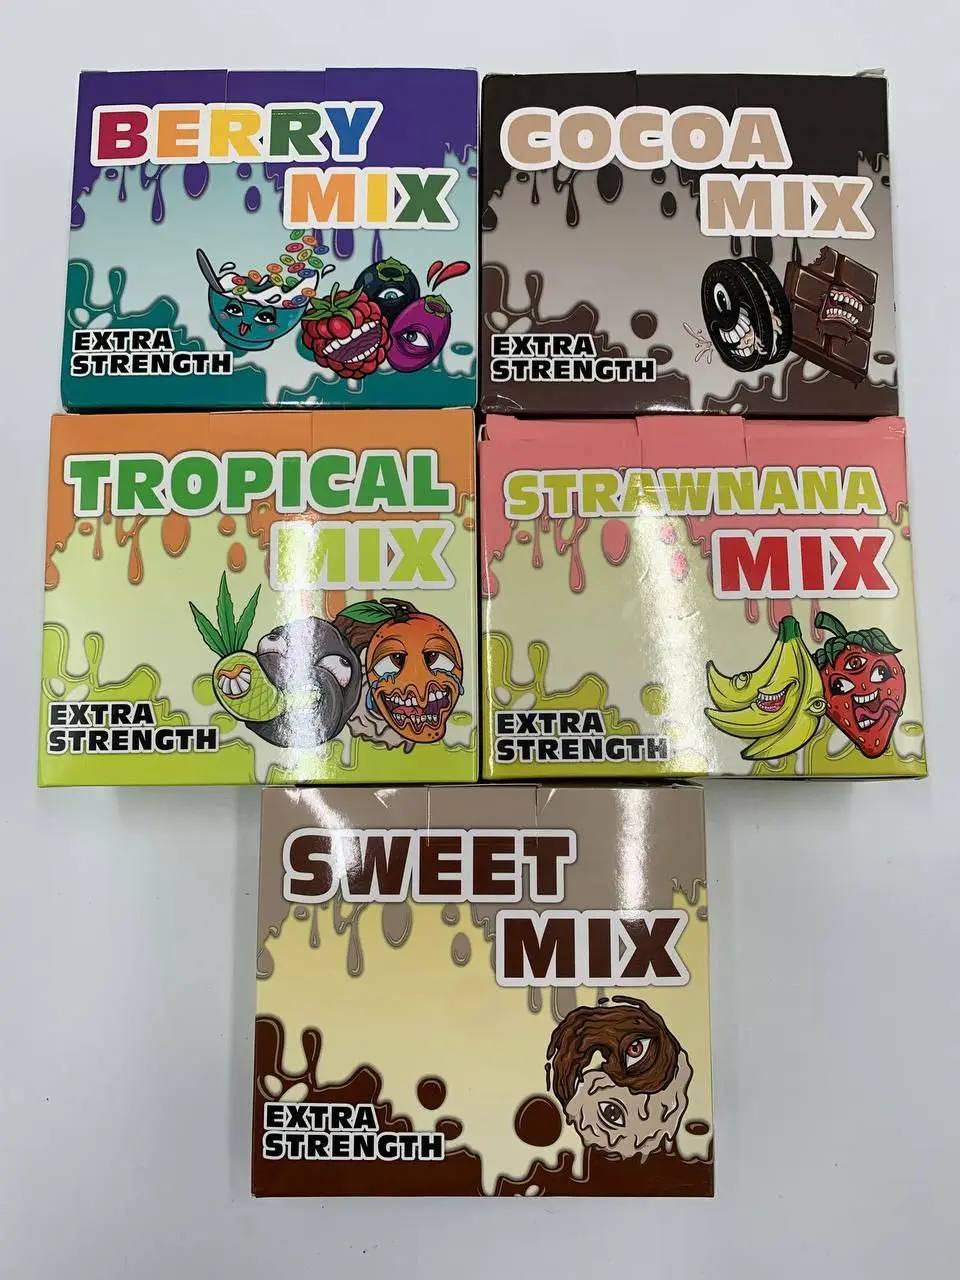 BERRY
MIX
EXTRA
STRENGTH
COCOA
MIX
EXTRA
STRENGTH
TROPICAL
MIX
EXTRA
STRENGTH
STRAWNANA
MIX
EXTRA
STRENGTH
SWEET
MIX
EXTRA
STRENGTH